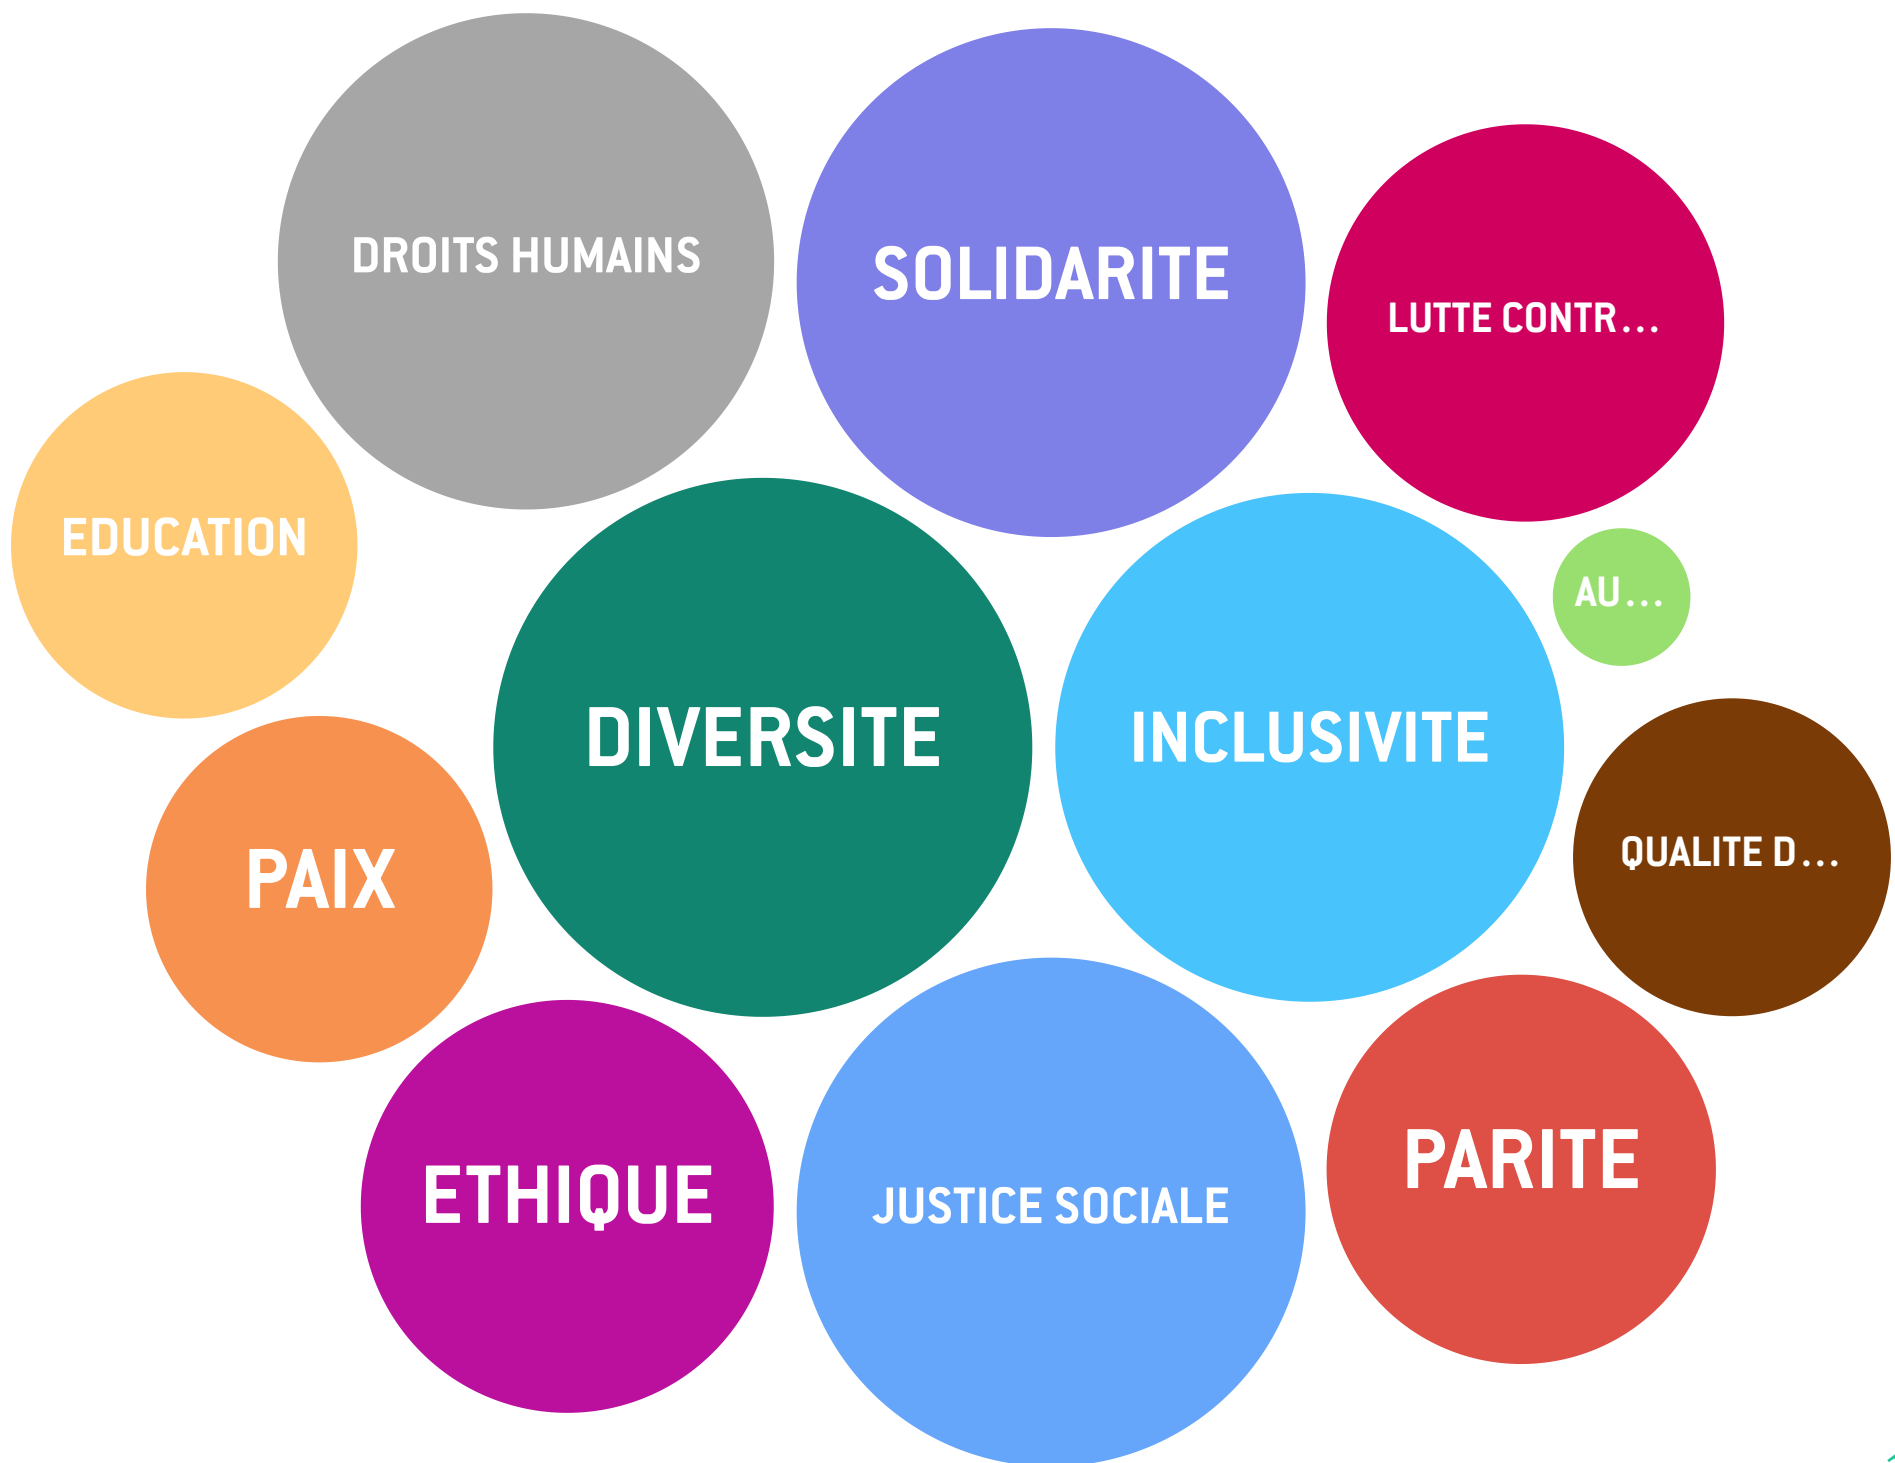 DROITS HUMAINS
SOLIDARITE
LUTTE CONTR...
EDUCATION
AU...
DIVERSITE
INCLUSIVITE
QUALITE D...
PAIX
ETHIQUE
JUSTICE SOCIALE
PARITE